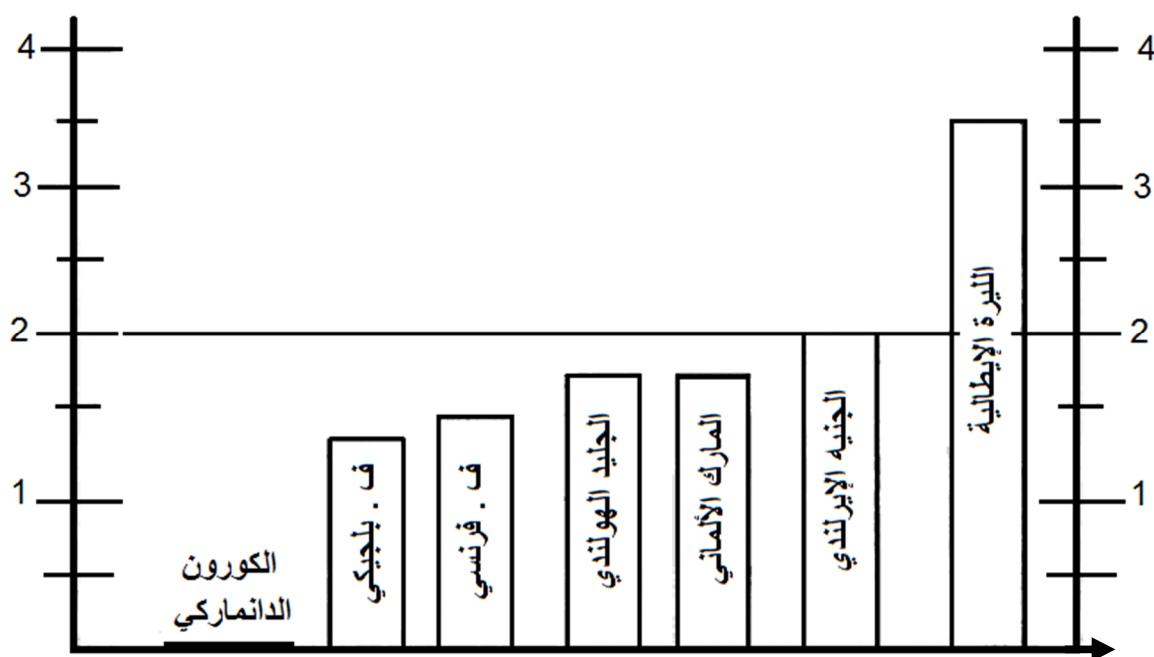 4
3
2
1
الكورون
الدانماركي
ف . بلجيكي
ف . فرنسي
الجليد الهولندي
المارك الألماني
الجنيه الإيرلندي
الليرة الإيطالية
4
3
2
1